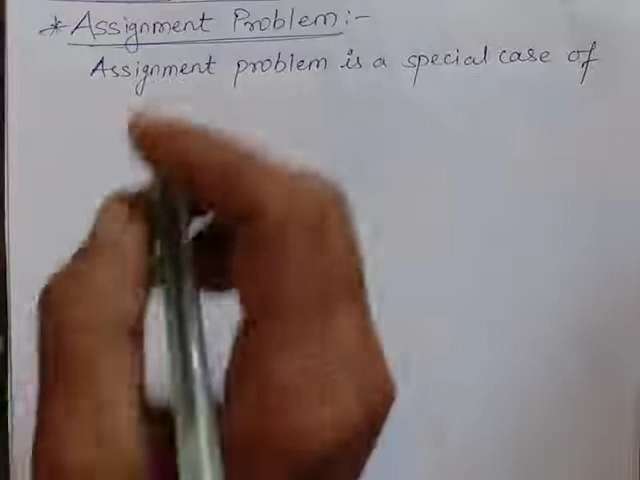 * Assignment Problem :-
Assignment problem is a special case of